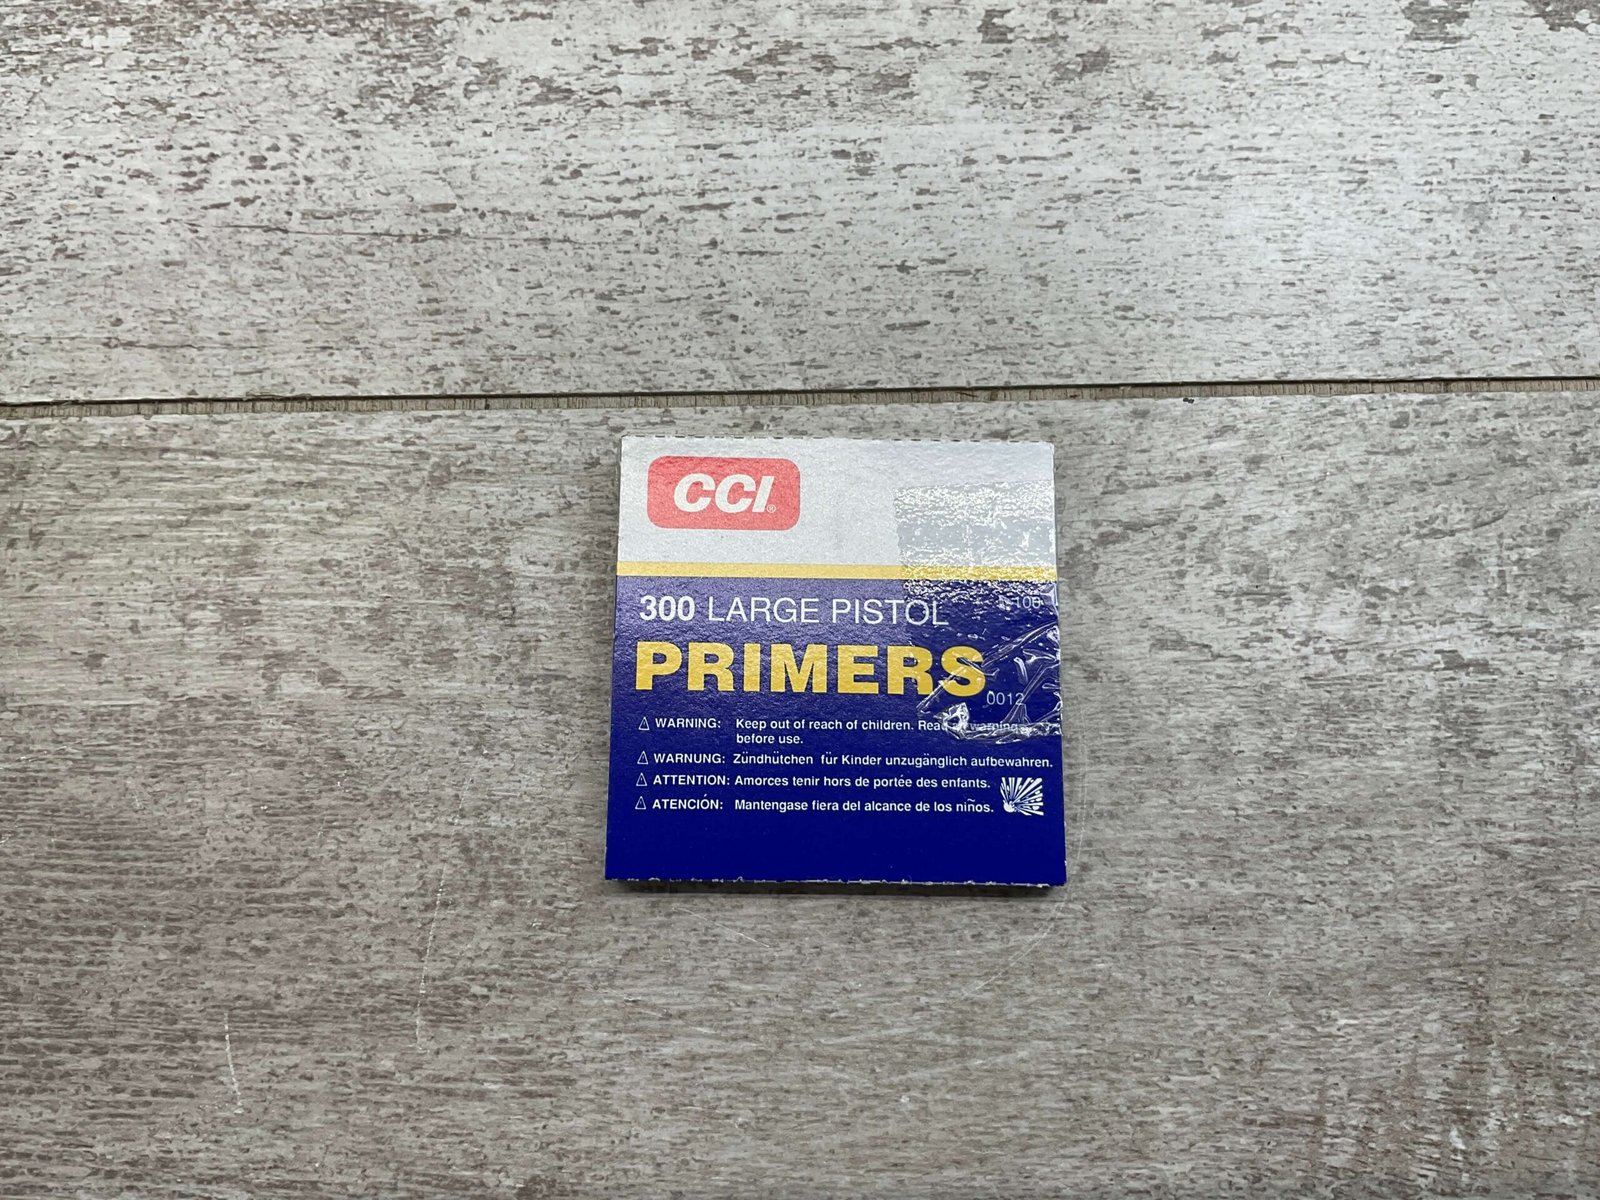 CCI®
300 LARGE PISTOL
100
PRIMERS
0012
⚠ WARNING: Keep out of reach of children. Read warnings
before use.
⚠ WARNUNG: Zündhütchen für Kinder unzugänglich aufbewahren.
⚠ ATTENTION: Amorces tenir hors de portée des enfants.
⚠ ATENCIÓN: Mantengase fiera del alcance de los niños.